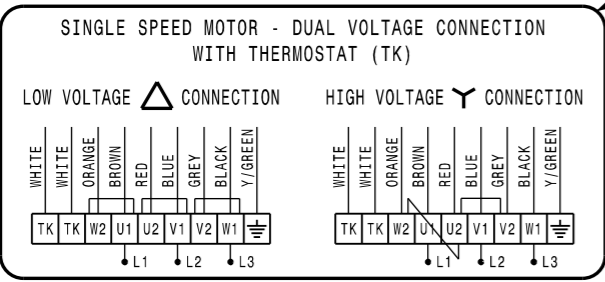 SINGLE SPEED MOTOR - DUAL VOLTAGE CONNECTION
WITH THERMOSTAT (TK)
LOW VOLTAGE CONNECTION
WHITE WHITE ORANGE BROWN RED BLUE GREY BLACK Y/GREEN
TK TK W2 U1 U2 V1 V2 W1
L1 L2 L3
HIGH VOLTAGE CONNECTION
WHITE WHITE ORANGE BROWN RED BLUE GREY BLACK Y/GREEN
TK TK W2 U1 U2 V1 V2 W1
L1 L2 L3